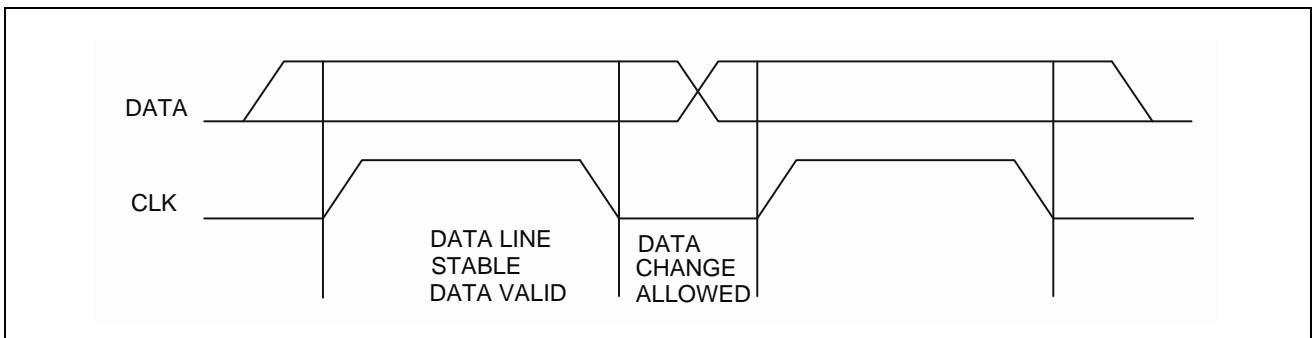 DATA
CLK
DATA LINE
STABLE
DATA VALID
DATA
CHANGE
ALLOWED